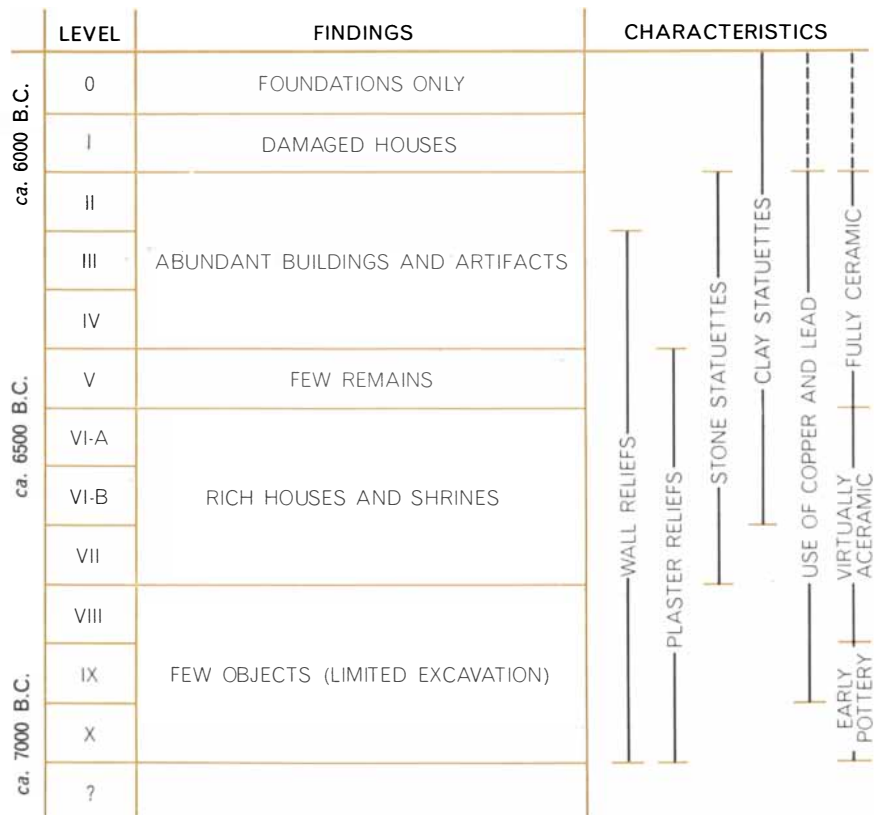 LEVEL FINDINGS CHARACTERISTICS
ca. 6000 B.C.
0 FOUNDATIONS ONLY
I DAMAGED HOUSES
II
III ABUNDANT BUILDINGS AND ARTIFACTS
IV
ca. 6500 B.C.
V FEW REMAINS
VI-A
VI-B RICH HOUSES AND SHRINES
VII
ca. 7000 B.C.
VIII
IX FEW OBJECTS (LIMITED EXCAVATION)
X
?
WALL RELIEFS
PLASTER RELIEFS
STONE STATUETTES
CLAY STATUETTES
USE OF COPPER AND LEAD
FULLY CERAMIC
VIRTUALLY
ACERAMIC
EARLY
POTTERY